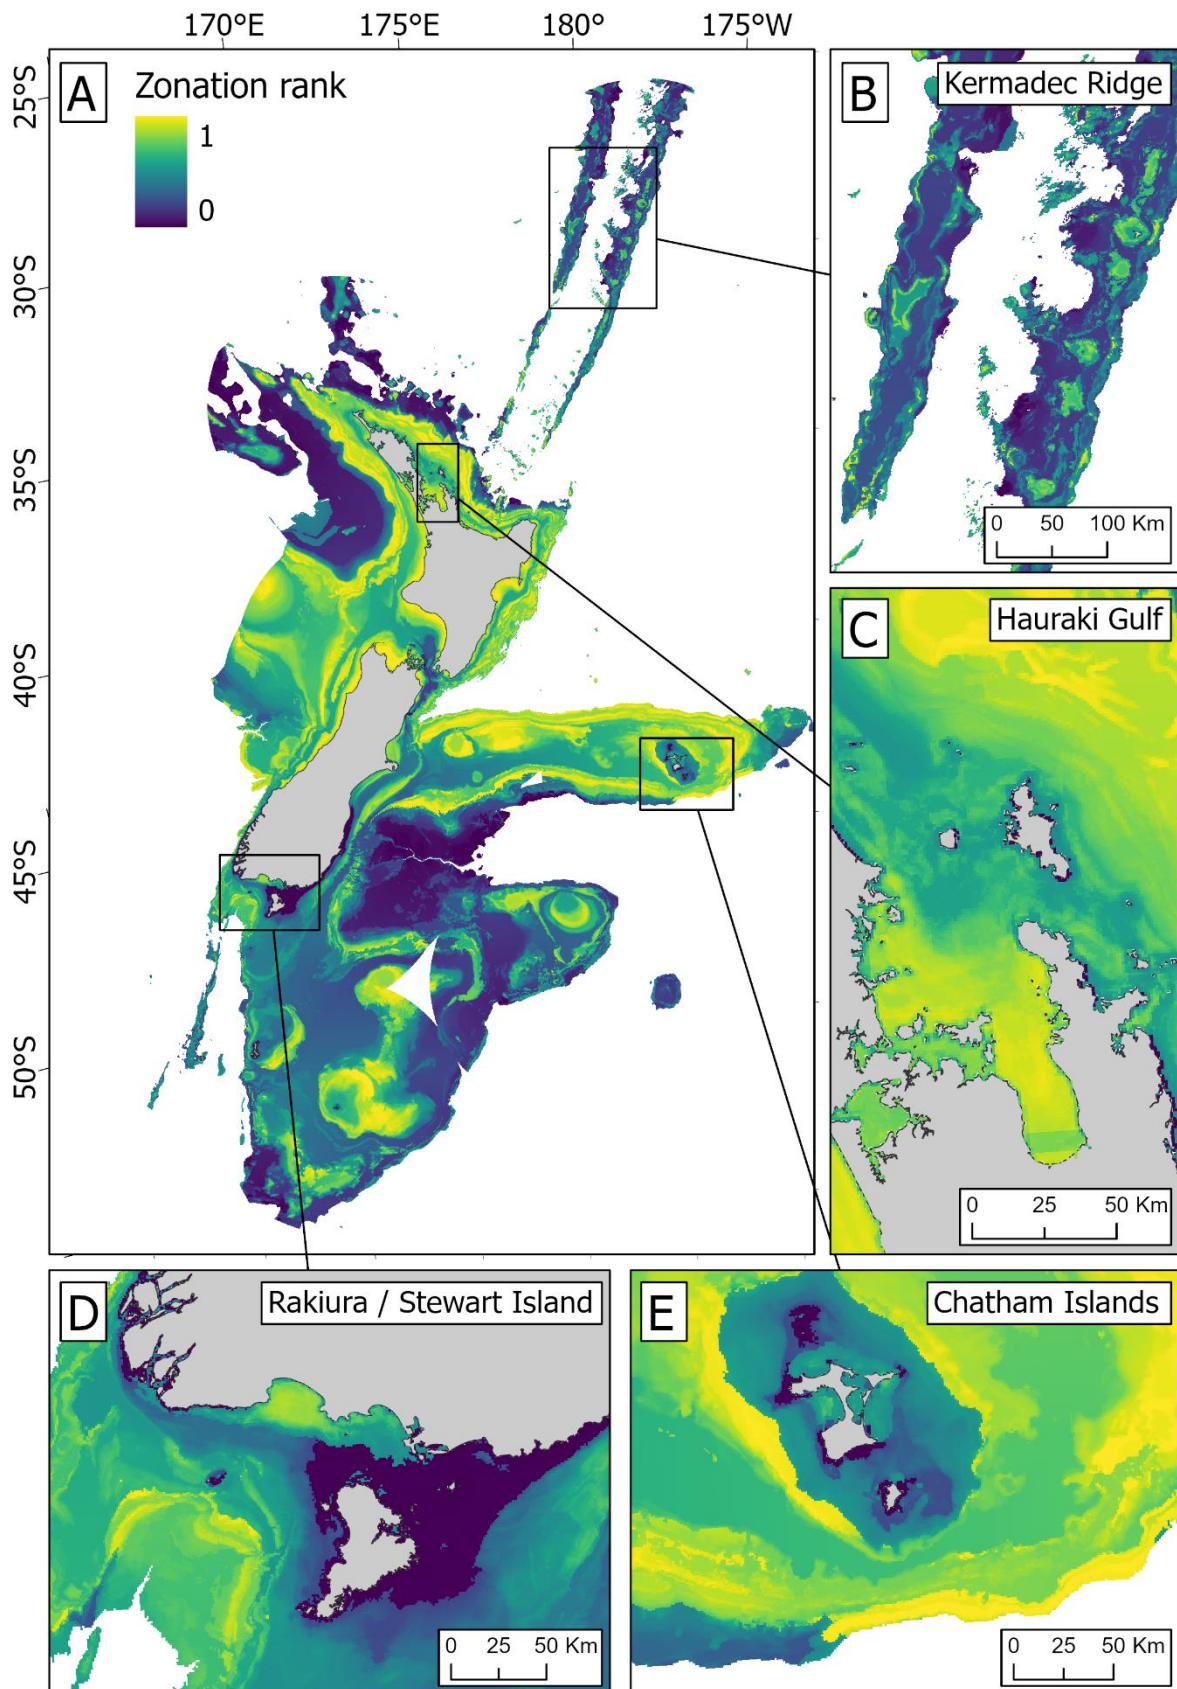 170°E 175°E 180° 175°W
25°S
30°S
35°S
40°S
45°S
50°S
A
Zonation rank
1
0
B
Kermadec Ridge
0 50 100 Km
C
Hauraki Gulf
0 25 50 Km
D
Rakiura / Stewart Island
0 25 50 Km
E
Chatham Islands
0 25 50 Km